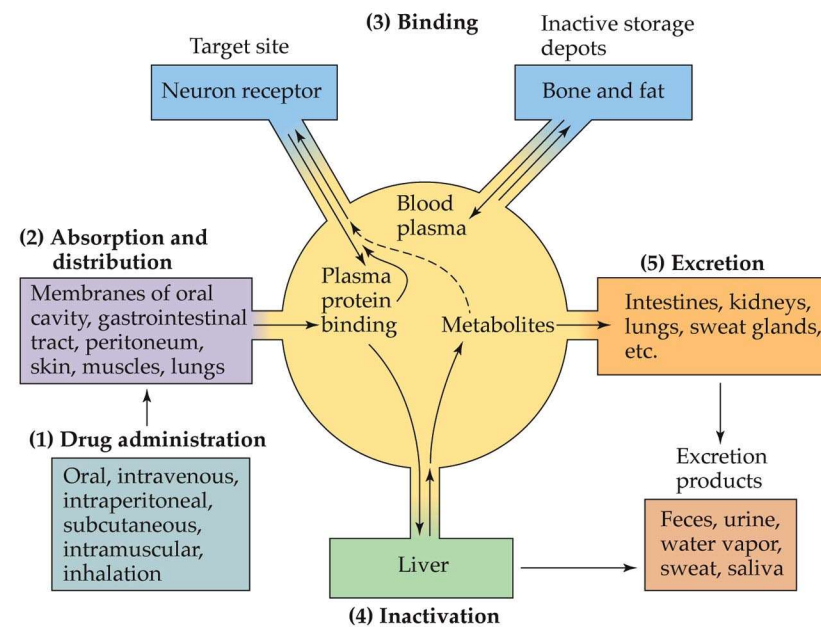 (3) Binding
Target site
Neuron receptor
Inactive storage
depots
Bone and fat
Blood
plasma
(2) Absorption and
distribution
Membranes of oral
cavity, gastrointestinal
tract, peritoneum,
skin, muscles, lungs
Plasma
protein
binding
Metabolites
(5) Excretion
Intestines, kidneys,
lungs, sweat glands,
etc.
(1) Drug administration
Oral, intravenous,
intraperitoneal,
subcutaneous,
intramuscular,
inhalation
Liver
(4) Inactivation
Excretion
products
Feces, urine,
water vapor,
sweat, saliva